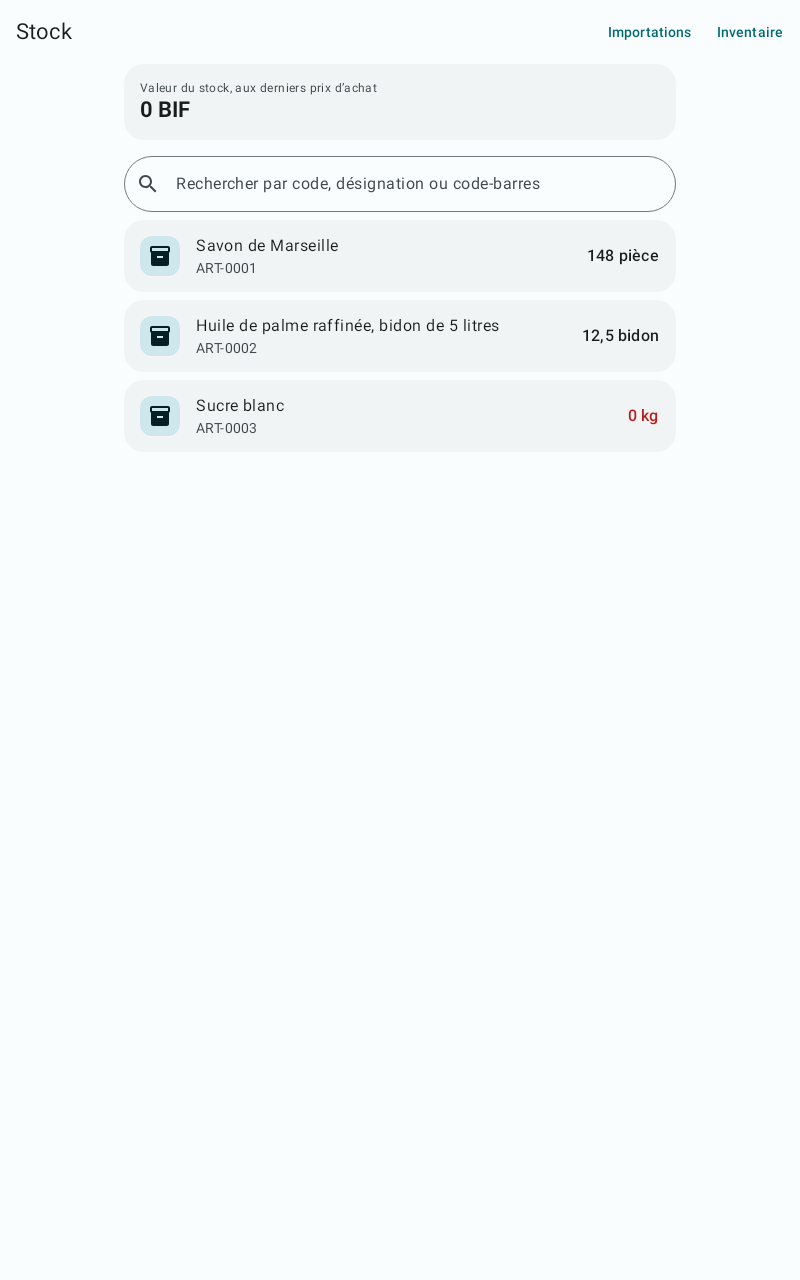 Stock
Importations
Inventaire
Valeur du stock, aux derniers prix d’achat
0 BIF
Rechercher par code, désignation ou code-barres
Savon de Marseille
ART-0001
148 pièce
Huile de palme raffinée, bidon de 5 litres
ART-0002
12,5 bidon
Sucre blanc
ART-0003
0 kg